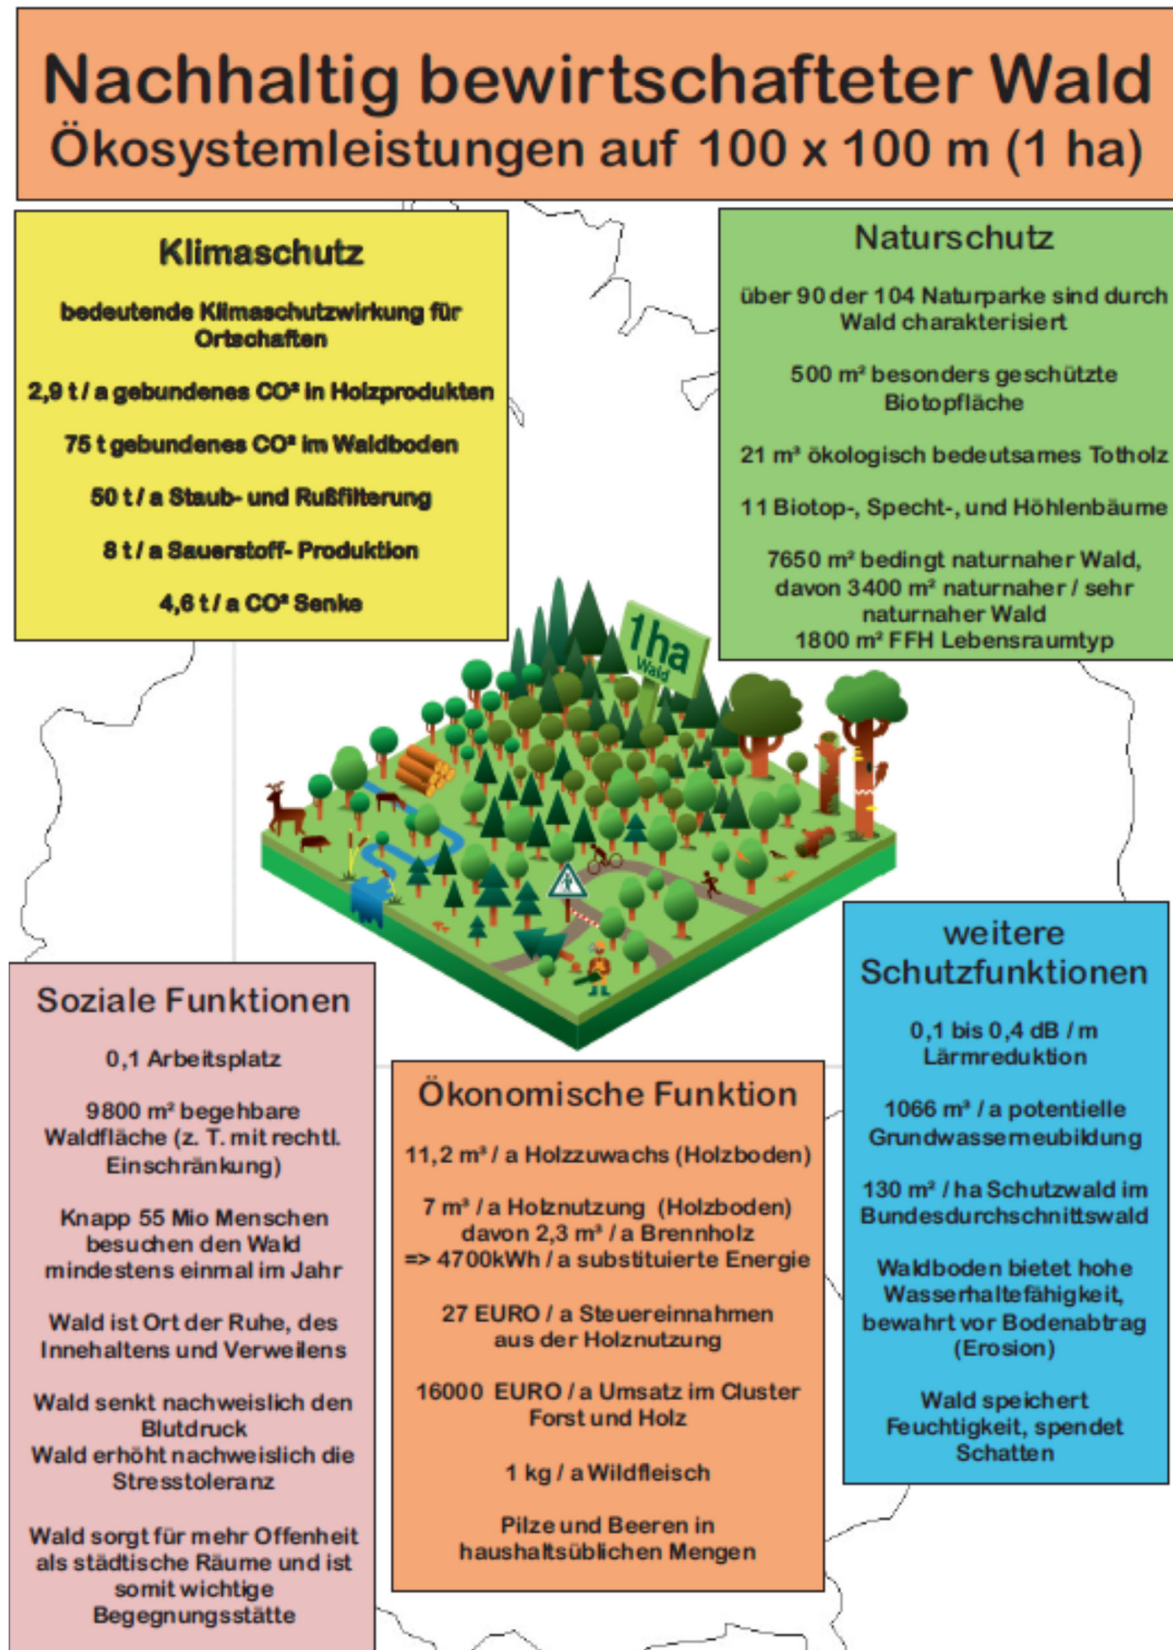 Nachhaltig bewirtschafteter Wald
Ökosystemleistungen auf 100 x 100 m (1 ha)
Klimaschutz
bedeutende Klimaschutzwirkung für
Ortschaften
2,9 t / a gebundenes CO² in Holzprodukten
75 t gebundenes CO² im Waldboden
50 t / a Staub- und Rußfilterung
8 t / a Sauerstoff- Produktion
4,6 t / a CO² Senke
Naturschutz
über 90 der 104 Naturparke sind durch
Wald charakterisiert
500 m² besonders geschützte
Biotopfläche
21 m³ ökologisch bedeutsames Totholz
11 Biotop-, Specht-, und Höhlenbäume
7650 m² bedingt naturnaher Wald,
davon 3400 m² naturnaher / sehr
naturnaher Wald
1800 m² FFH Lebensraumtyp
1ha
Wald
Soziale Funktionen
0,1 Arbeitsplatz
9800 m² begehbare
Waldfläche (z. T. mit rechtl.
Einschränkung)
Knapp 55 Mio Menschen
besuchen den Wald
mindestens einmal im Jahr
Wald ist Ort der Ruhe, des
Innehaltens und Verweilens
Wald senkt nachweislich den
Blutdruck
Wald erhöht nachweislich die
Stresstoleranz
Wald sorgt für mehr Offenheit
als städtische Räume und ist
somit wichtige
Begegnungsstätte
Ökonomische Funktion
11,2 m³ / a Holzzuwachs (Holzboden)
7 m³ / a Holznutzung (Holzboden)
davon 2,3 m³ / a Brennholz
=> 4700kWh / a substituierte Energie
27 EURO / a Steuereinnahmen
aus der Holznutzung
16000 EURO / a Umsatz im Cluster
Forst und Holz
1 kg / a Wildfleisch
Pilze und Beeren in
haushaltsüblichen Mengen
weitere
Schutzfunktionen
0,1 bis 0,4 dB / m
Lärmreduktion
1066 m³ / a potentielle
Grundwasserneubildung
130 m² / ha Schutzwald im
Bundesdurchschnittswald
Waldboden bietet hohe
Wasserhaltefähigkeit,
bewahrt vor Bodenabtrag
(Erosion)
Wald speichert
Feuchtigkeit, spendet
Schatten